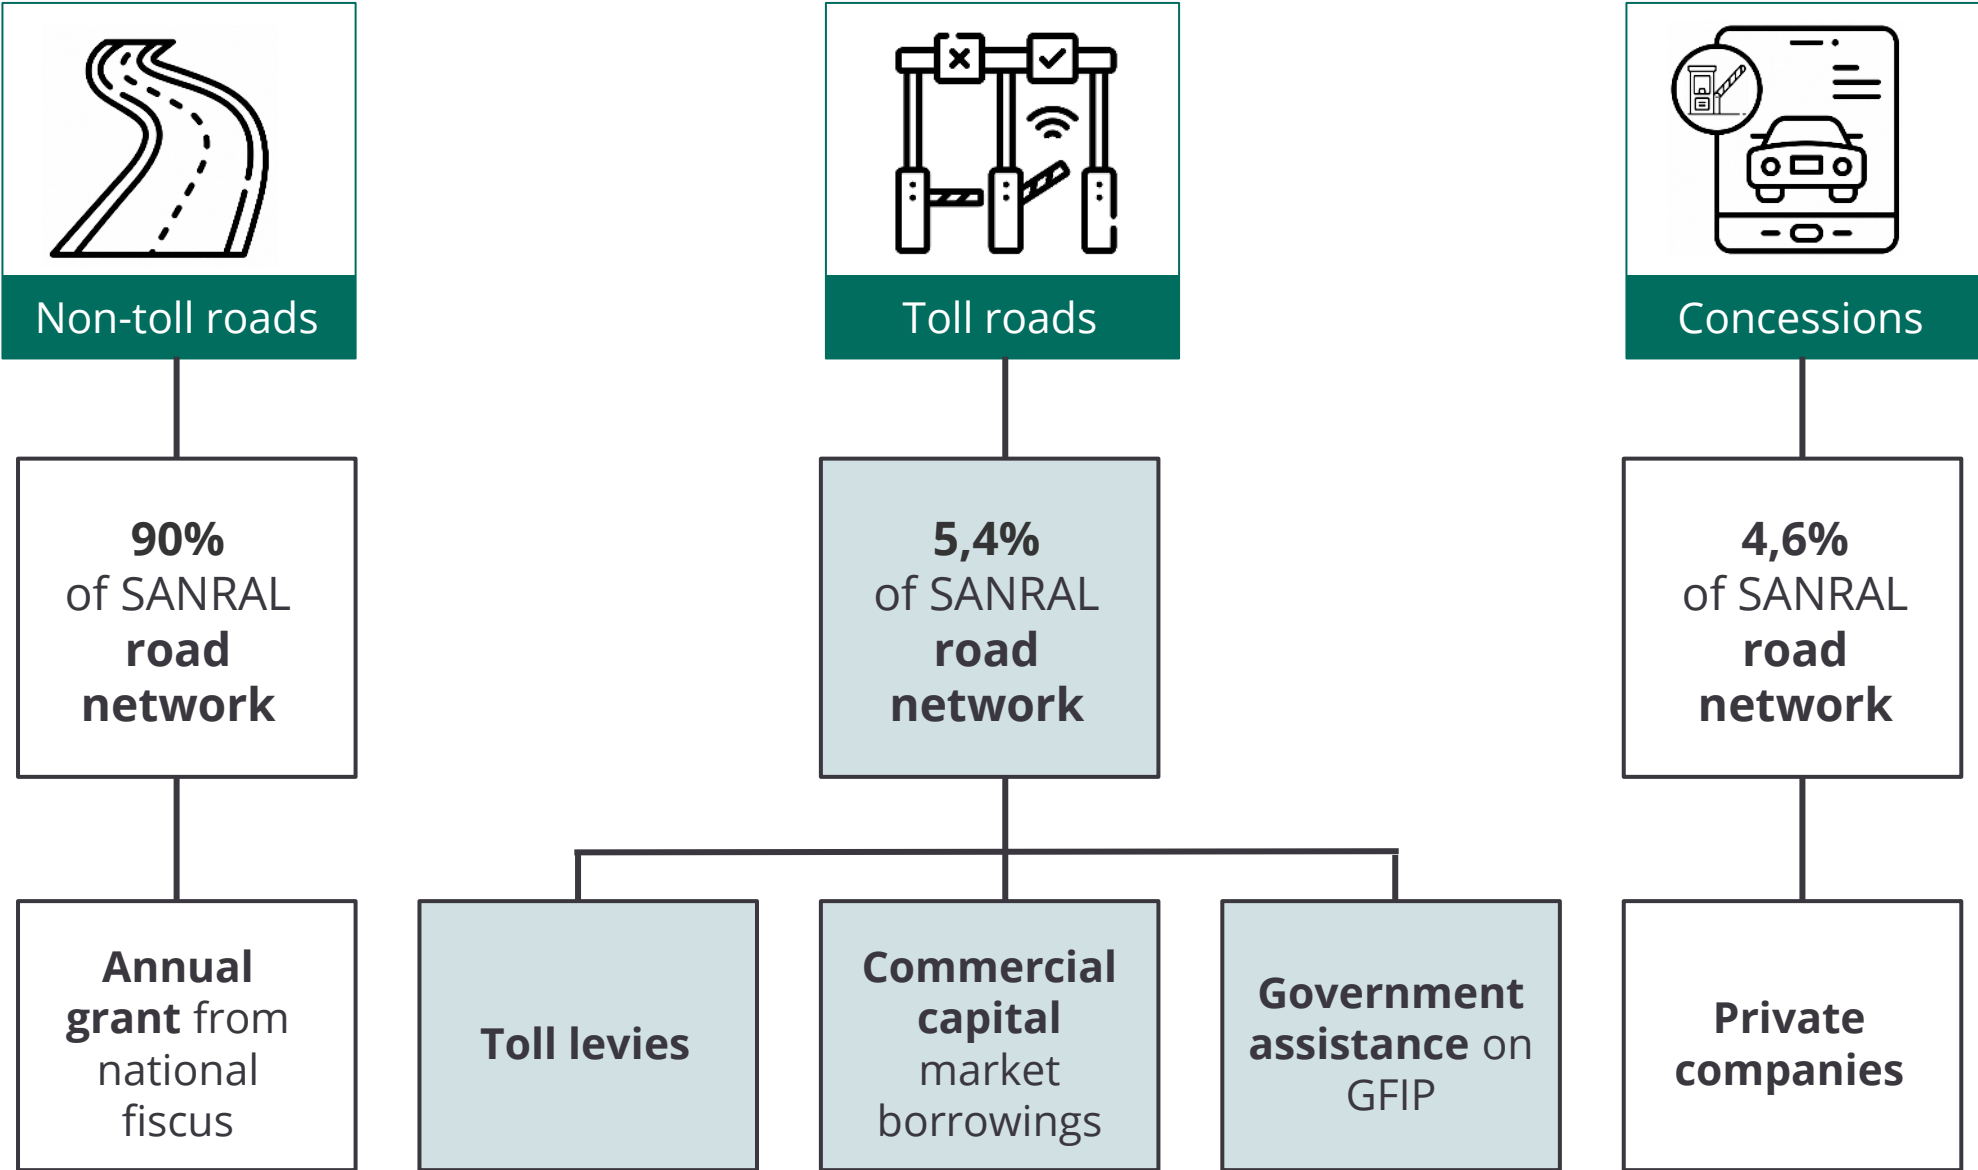 Non-toll roads
Toll roads
Concessions
90%
of SANRAL
road
network
5,4%
of SANRAL
road
network
4,6%
of SANRAL
road
network
Annual
grant from
national
fiscus
Toll levies
Commercial
capital
market
borrowings
Government
assistance on
GFIP
Private
companies